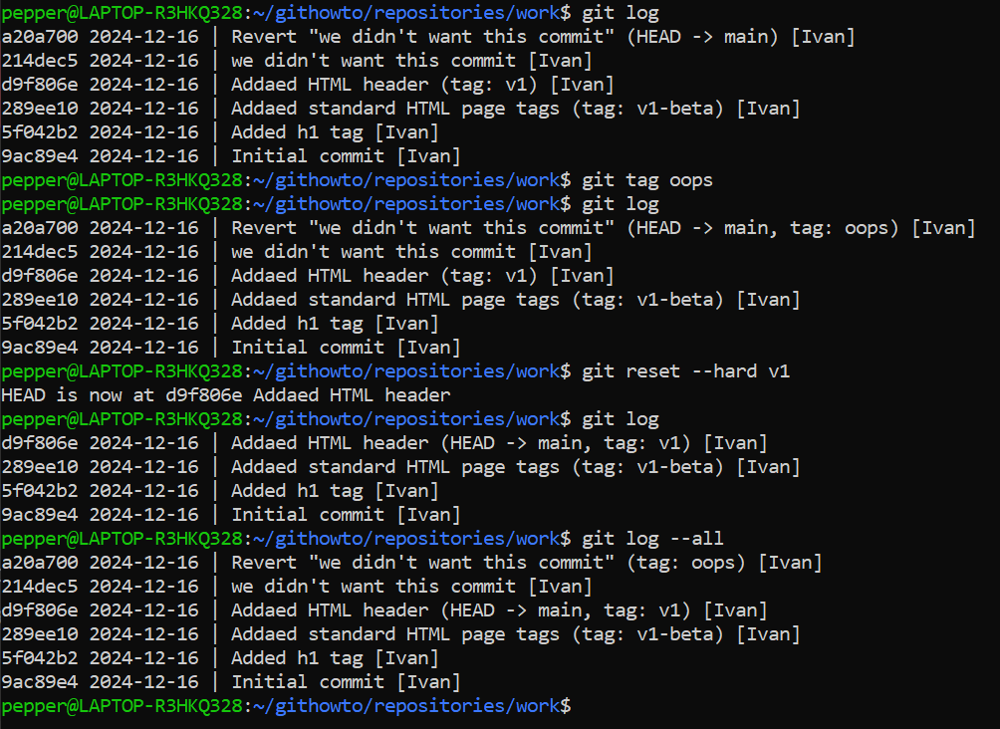 pepper@LAPTOP-R3HKQ328:~/githowto/repositories/work$ git log
a20a700 2024-12-16 | Revert "we didn't want this commit" (HEAD -> main) [Ivan]
214dec5 2024-12-16 | we didn't want this commit [Ivan]
d9f806e 2024-12-16 | Addaed HTML header (tag: v1) [Ivan]
289ee10 2024-12-16 | Addaed standard HTML page tags (tag: v1-beta) [Ivan]
5f042b2 2024-12-16 | Added h1 tag [Ivan]
9ac89e4 2024-12-16 | Initial commit [Ivan]
pepper@LAPTOP-R3HKQ328:~/githowto/repositories/work$ git tag oops
pepper@LAPTOP-R3HKQ328:~/githowto/repositories/work$ git log
a20a700 2024-12-16 | Revert "we didn't want this commit" (HEAD -> main, tag: oops) [Ivan]
214dec5 2024-12-16 | we didn't want this commit [Ivan]
d9f806e 2024-12-16 | Addaed HTML header (tag: v1) [Ivan]
289ee10 2024-12-16 | Addaed standard HTML page tags (tag: v1-beta) [Ivan]
5f042b2 2024-12-16 | Added h1 tag [Ivan]
9ac89e4 2024-12-16 | Initial commit [Ivan]
pepper@LAPTOP-R3HKQ328:~/githowto/repositories/work$ git reset --hard v1
HEAD is now at d9f806e Addaed HTML header
pepper@LAPTOP-R3HKQ328:~/githowto/repositories/work$ git log
d9f806e 2024-12-16 | Addaed HTML header (HEAD -> main, tag: v1) [Ivan]
289ee10 2024-12-16 | Addaed standard HTML page tags (tag: v1-beta) [Ivan]
5f042b2 2024-12-16 | Added h1 tag [Ivan]
9ac89e4 2024-12-16 | Initial commit [Ivan]
pepper@LAPTOP-R3HKQ328:~/githowto/repositories/work$ git log --all
a20a700 2024-12-16 | Revert "we didn't want this commit" (tag: oops) [Ivan]
214dec5 2024-12-16 | we didn't want this commit [Ivan]
d9f806e 2024-12-16 | Addaed HTML header (HEAD -> main, tag: v1) [Ivan]
289ee10 2024-12-16 | Addaed standard HTML page tags (tag: v1-beta) [Ivan]
5f042b2 2024-12-16 | Added h1 tag [Ivan]
9ac89e4 2024-12-16 | Initial commit [Ivan]
pepper@LAPTOP-R3HKQ328:~/githowto/repositories/work$